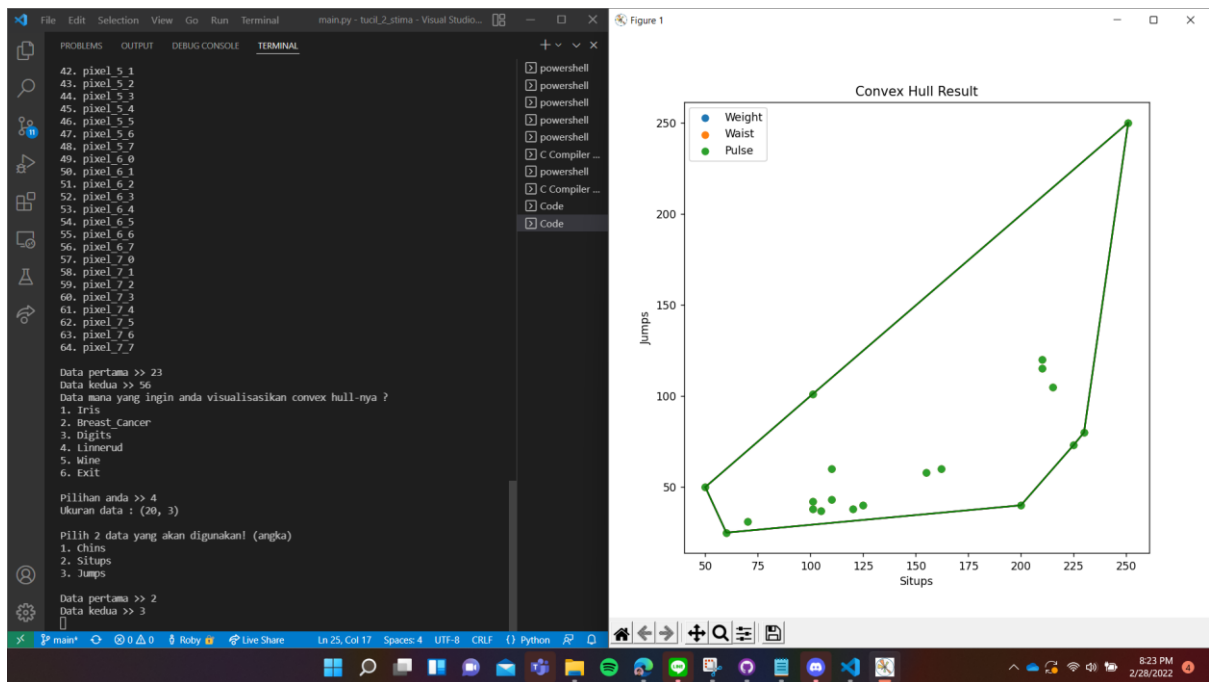 File Edit Selection View Go Run Terminal main.py - tucil_2_stima - Visual Studio...
PROBLEMS OUTPUT DEBUG CONSOLE TERMINAL
42. pixel_5_1
43. pixel_5_2
44. pixel_5_3
45. pixel_5_4
46. pixel_5_5
47. pixel_5_6
48. pixel_5_7
49. pixel_6_0
50. pixel_6_1
51. pixel_6_2
52. pixel_6_3
53. pixel_6_4
54. pixel_6_5
55. pixel_6_6
56. pixel_6_7
57. pixel_7_0
58. pixel_7_1
59. pixel_7_2
60. pixel_7_3
61. pixel_7_4
62. pixel_7_5
63. pixel_7_6
64. pixel_7_7
Data pertama >> 23
Data kedua >> 56
Data mana yang ingin anda visualisasikan convex hull-nya ?
1. Iris
2. Breast_Cancer
3. Digits
4. Linnerud
5. Wine
6. Exit
Pilihan anda >> 4
Ukuran data : (20, 3)
Pilih 2 data yang akan digunakan! (angka)
1. Chins
2. Situps
3. Jumps
Data pertama >> 2
Data kedua >> 3
powershell
powershell
powershell
powershell
powershell
C Compiler ...
powershell
C Compiler ...
Code
Code
11
main* 0 0 Roby Live Share Ln 25, Col 17 Spaces: 4 UTF-8 CRLF Python
Figure 1
Convex Hull Result
Weight
Waist
Pulse
250
200
150
100
50
Jumps
50 75 100 125 150 175 200 225 250
Situps
8:23 PM
2/28/2022
4